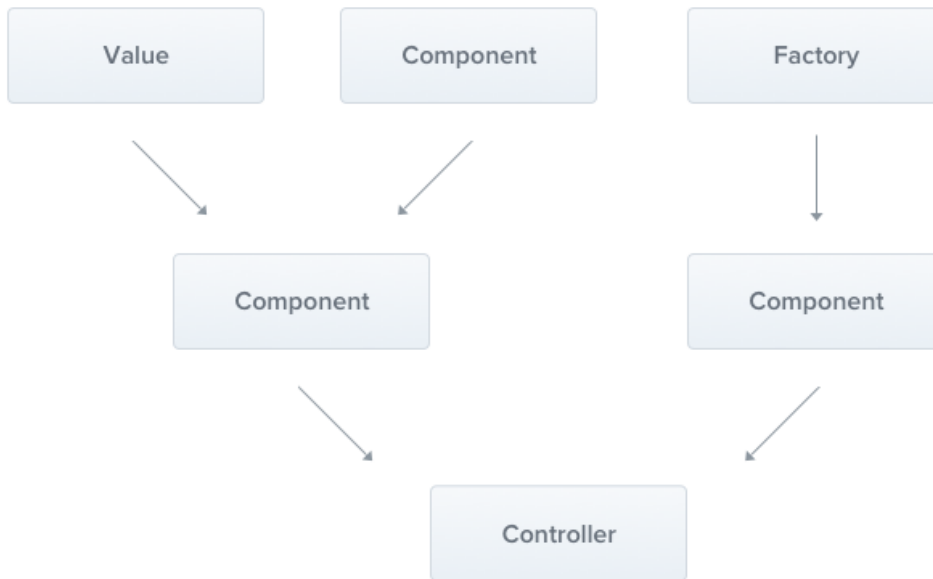 Value
Component
Factory
Component
Component
Controller